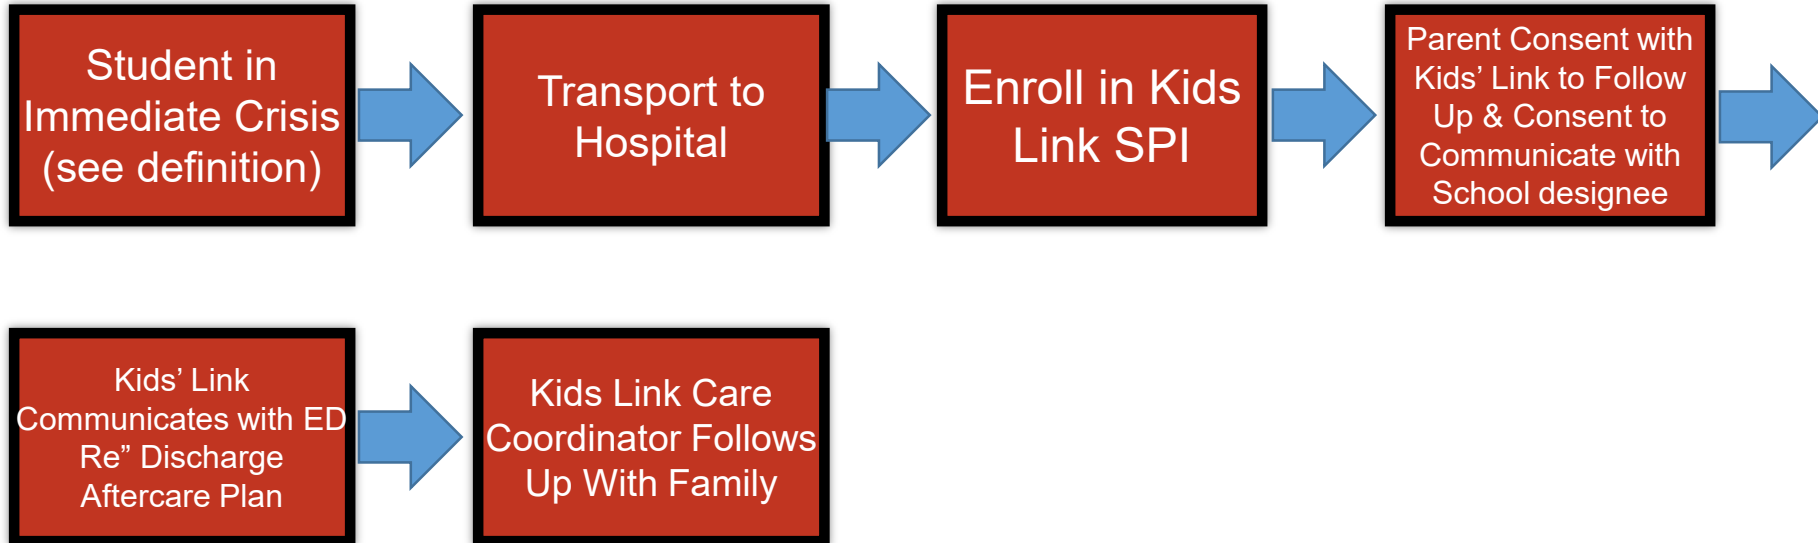 Student in
Immediate Crisis
(see definition)
Transport to
Hospital
Enroll in Kids
Link SPI
Parent Consent with
Kids’ Link to Follow
Up & Consent to
Communicate with
School designee
Kids’ Link
Communicates with ED
Re” Discharge
Aftercare Plan
Kids Link Care
Coordinator Follows
Up With Family